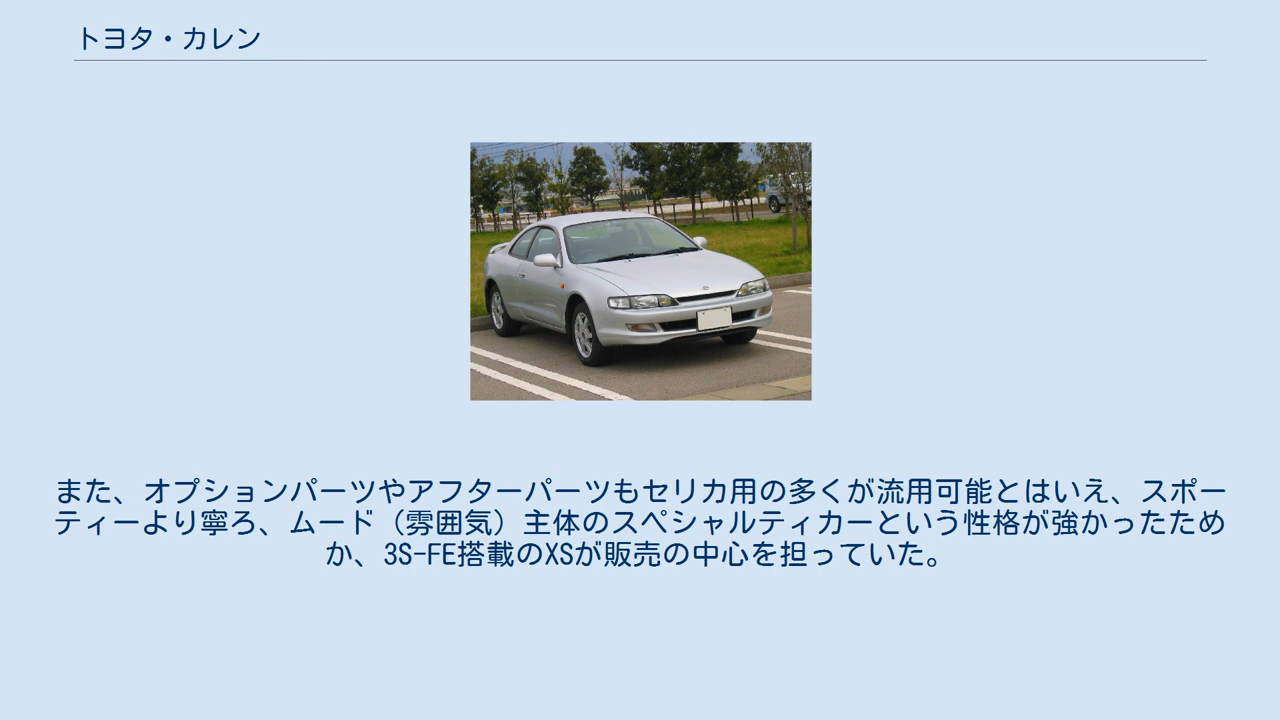 トヨタ・カレン
また、オプションパーツやアフターパーツもセリカ用の多くが流用可能とはいえ、スポー
ティーより寧ろ、ムード（雰囲気）主体のスペシャルティカーという性格が強かったため
か、3S-FE搭載のXSが販売の中心を担っていた。